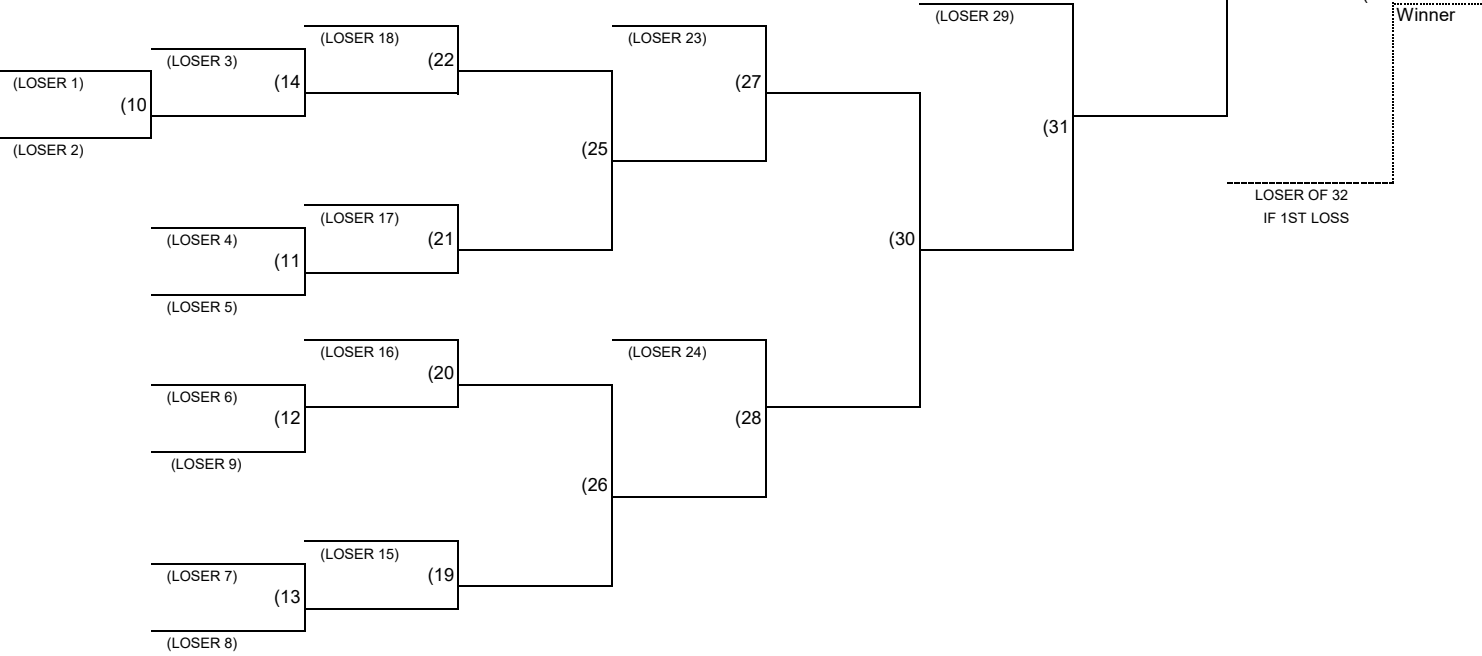 (LOSER 29)
Winner
(LOSER 18)
(LOSER 23)
(LOSER 3)
(22
(LOSER 1)
(14
(27
(10
(31
(LOSER 2)
(25
LOSER OF 32
IF 1ST LOSS
(LOSER 17)
(LOSER 4)
(21
(30
(11
(LOSER 5)
(LOSER 16)
(LOSER 24)
(20
(LOSER 6)
(12
(28
(LOSER 9)
(26
(LOSER 15)
(LOSER 7)
(19
(13
(LOSER 8)